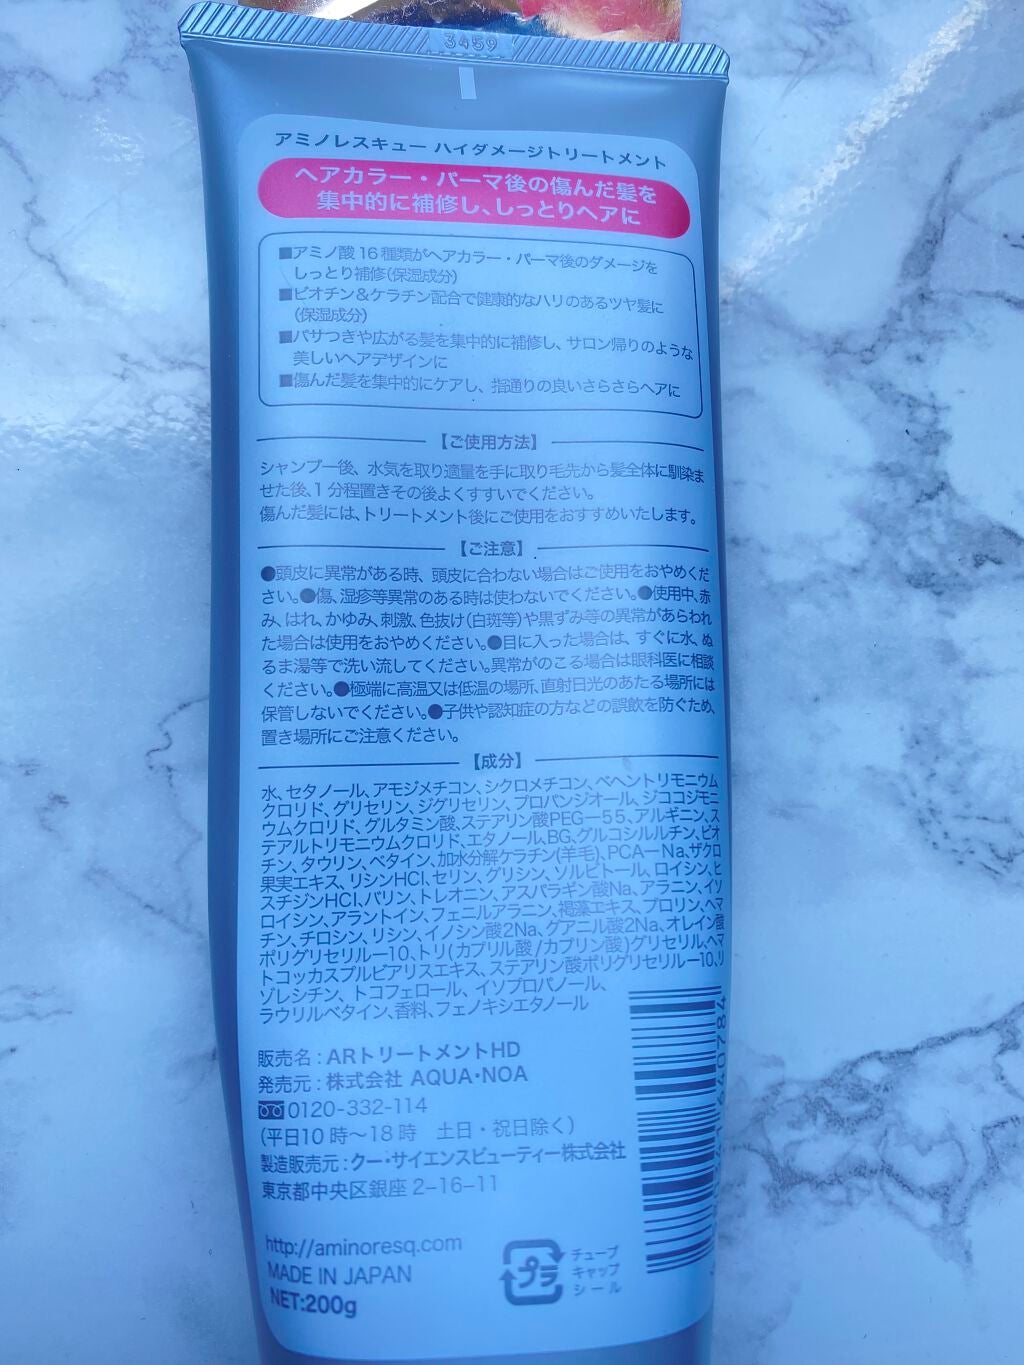 3459
アミノレスキュー ハイダメージトリートメント
ヘアカラー・パーマ後の傷んだ髪を
集中的に補修し、しっとりヘアに
■アミノ酸16種類がヘアカラー・パーマ後のダメージを
しっとり補修(保湿成分)
■ビオチン&ケラチン配合で健康的なハリのあるツヤ髪に
(保湿成分)
■パサつきや広がる髪を集中的に補修し、サロン帰りのような
美しいヘアデザインに
■傷んだ髪を集中的にケアし、指通りの良いさらさらヘアに
【ご使用方法】
シャンプー後、水気を取り適量を手に取り毛先から髪全体に馴染ま
せた後、1分程置きその後よくすすいでください。
傷んだ髪には、トリートメント後にご使用をおすすめいたします。
【ご注意】
●頭皮に異常がある時、頭皮に合わない場合はご使用をおやめくだ
さい。●傷、湿疹等異常のある時は使わないでください。●使用中、赤
み、はれ、かゆみ、刺激、色抜け(白斑等)や黒ずみ等の異常があらわれ
た場合は使用をおやめください。●目に入った場合は、すぐに水、ぬ
るま湯等で洗い流してください。異常がのこる場合は眼科医に相談
ください。●極端に高温又は低温の場所、直射日光のあたる場所には
保管しないでください。●子供や認知症の方などの誤飲を防ぐため、
置き場所にご注意ください。
【成分】
水、セタノール、アモジメチコン、シクロメチコン、ベヘントリモニウム
クロリド、グリセリン、ジグリセリン、プロパンジオール、ジココジモニ
ウムクロリド、グルタミン酸、ステアリン酸PEG－55、アルギニン、ス
テアルトリモニウムクロリド、エタノール、BG、グルコシルルチン、ビオ
チン、タウリン、ベタイン、加水分解ケラチン(羊毛)、PCA－Na、ザクロ
果実エキス、リシンHCl、セリン、グリシン、ソルビトール、ロイシン、ヒ
スチジンHCl、バリン、トレオニン、アスパラギン酸Na、アラニン、イソ
ロイシン、アラントイン、フェニルアラニン、褐藻エキス、プロリン、ヘマ
チン、チロシン、リシン、イノシン酸2Na、グアニル酸2Na、オレイン酸
ポリグリセリル－10、トリ(カプリル酸/カプリン酸)グリセリル、ヘマ
トコッカスプルビアリスエキス、ステアリン酸ポリグリセリル－10、リ
ゾレシチン、トコフェロール、イソプロパノール、
ラウリルベタイン、香料、フェノキシエタノール
販売名：ARトリートメントHD
発売元：株式会社 AQUA・NOA
0120-332-114
(平日10時〜18時 土日・祝日除く)
製造販売元：クー・サイエンスビューティー株式会社
東京都中央区銀座2–16–11
http://aminoresq.com
MADE IN JAPAN
NET:200g
プラ
チューブ
キャップ
シール